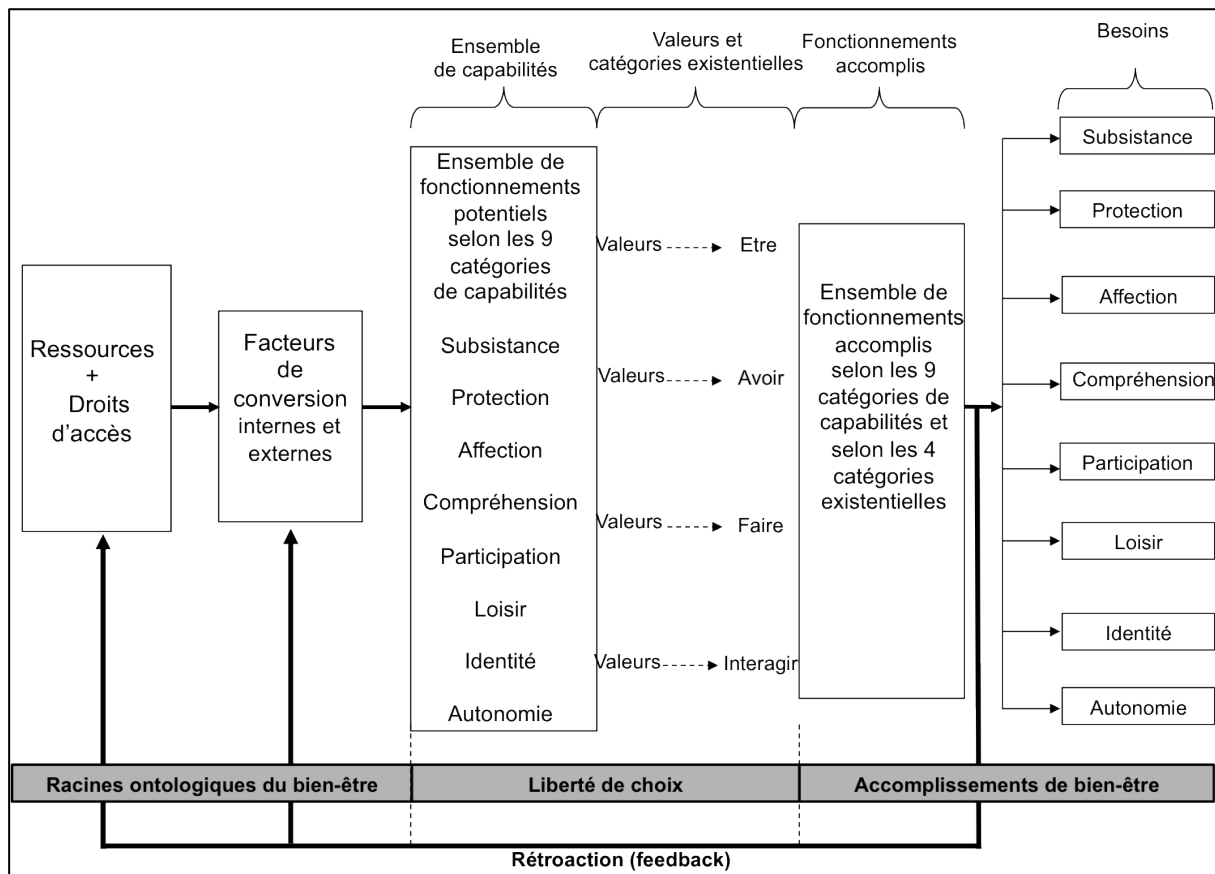 Ensemble
de capabilités
Valeurs et
catégories existentielles
Fonctionnements
accomplis
Besoins
Ressources
+
Droits
d'accès
Facteurs
de
conversion
internes et
externes
Ensemble de
fonctionnements
potentiels
selon les 9
catégories
de capabilités
Subsistance
Protection
Affection
Compréhension
Participation
Loisir
Identité
Autonomie
Valeurs Etre
Valeurs Avoir
Valeurs Faire
Valeurs Interagir
Ensemble de
fonctionnements
accomplis
selon les 9
catégories de
capabilités et
selon les 4
catégories
existentielles
Subsistance
Protection
Affection
Compréhension
Participation
Loisir
Identité
Autonomie
Racines ontologiques du bien-être
Liberté de choix
Accomplissements de bien-être
Rétroaction (feedback)